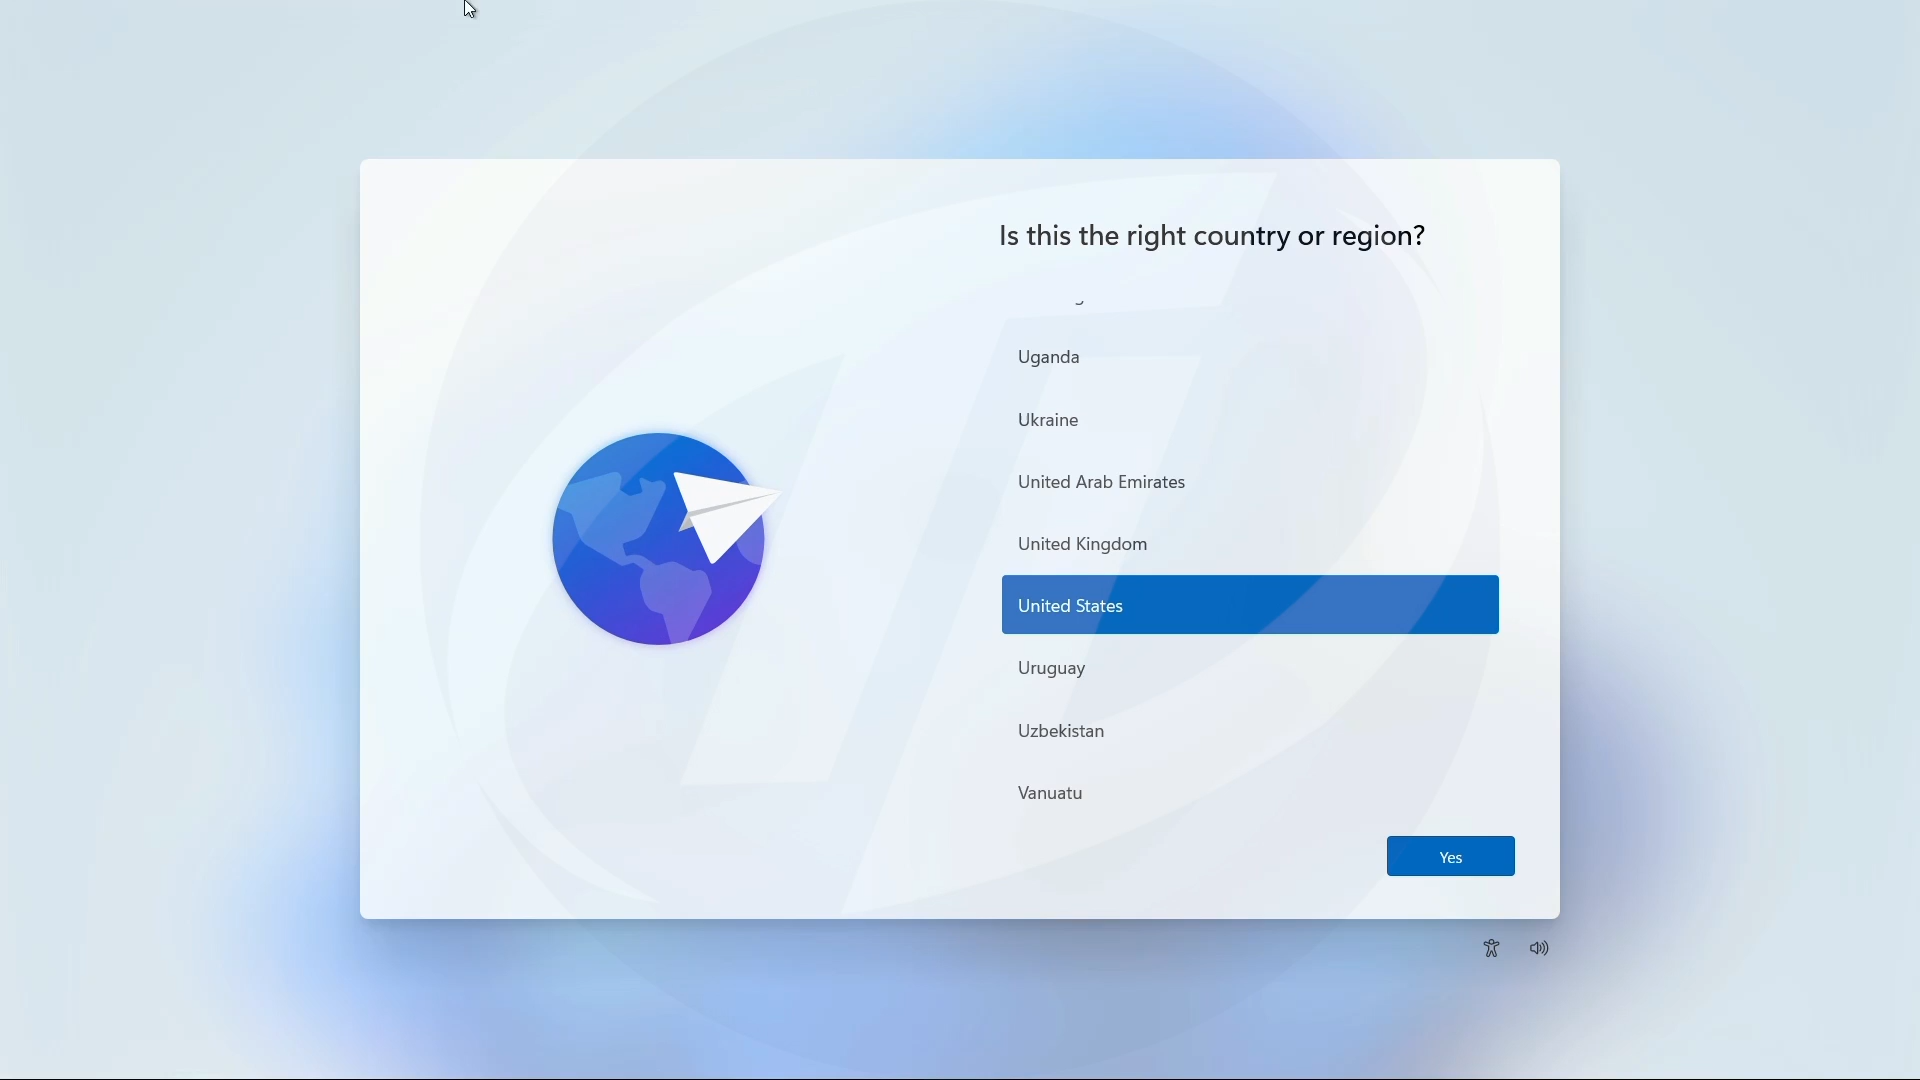 Is this the right country or region?
Uganda
Ukraine
United Arab Emirates
United Kingdom
United States
Uruguay
Uzbekistan
Vanuatu
Yes